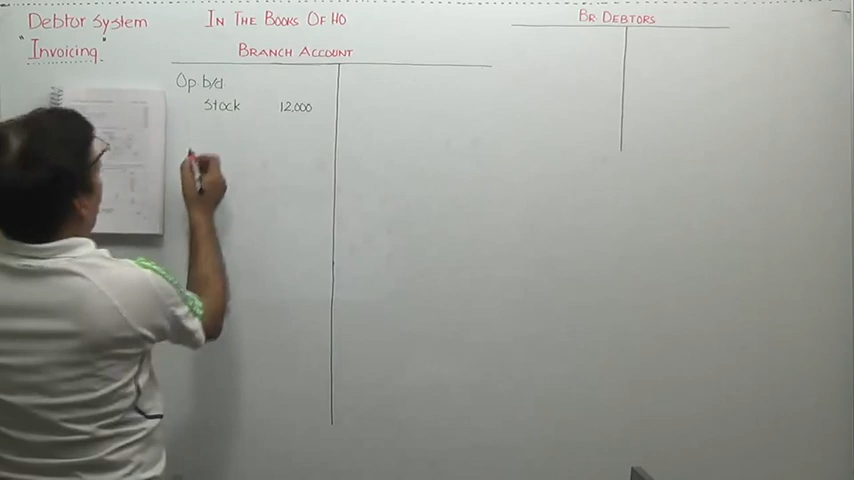 Debtor System
"Invoicing"
In The Books Of HO
Branch Account
Op b/d
Stock 12,000
Br. Debtors